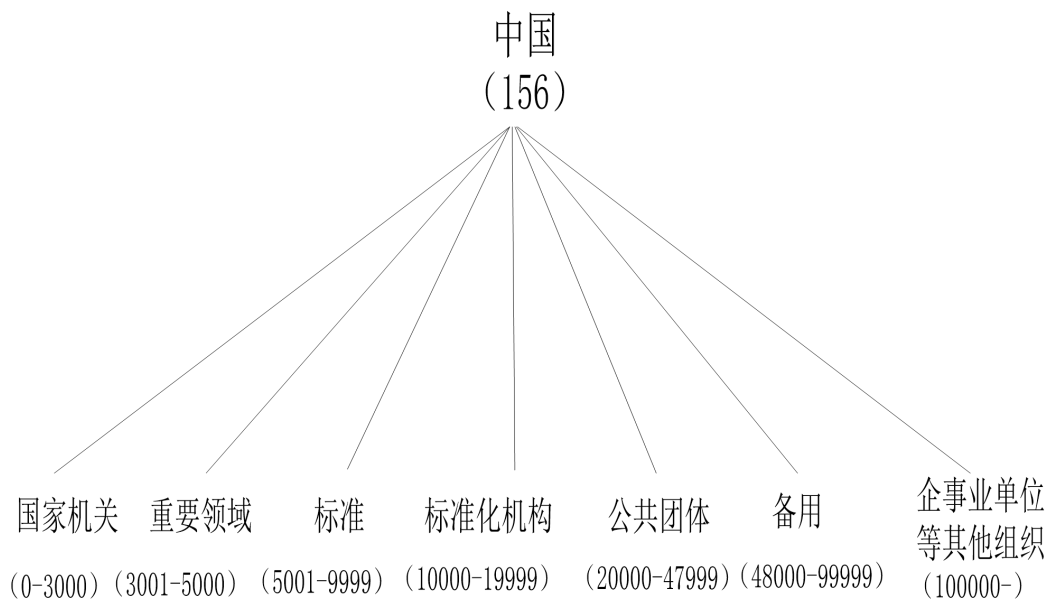 中国
(156)
国家机关
(0-3000)
重要领域
(3001-5000)
标准
(5001-9999)
标准化机构
(10000-19999)
公共团体
(20000-47999)
备用
(48000-99999)
企事业单位
等其他组织
(100000-)